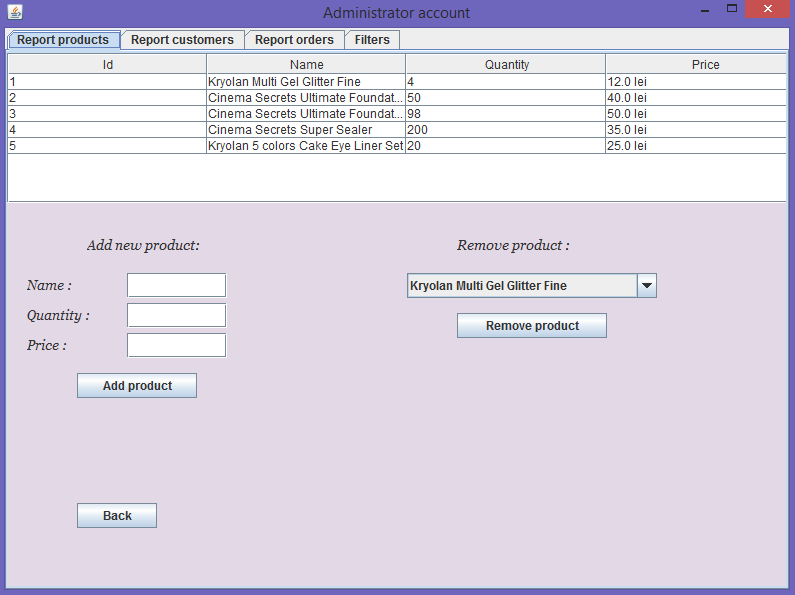 Administrator account
Report products Report customers Report orders Filters
Id Name Quantity Price
1 Kryolan Multi Gel Glitter Fine 4 12.0 lei
2 Cinema Secrets Ultimate Foundat... 50 40.0 lei
3 Cinema Secrets Ultimate Foundat... 98 50.0 lei
4 Cinema Secrets Super Sealer 200 35.0 lei
5 Kryolan 5 colors Cake Eye Liner Set 20 25.0 lei
Add new product: Remove product :
Name : Kryolan Multi Gel Glitter Fine
Quantity : Remove product
Price :
Add product
Back